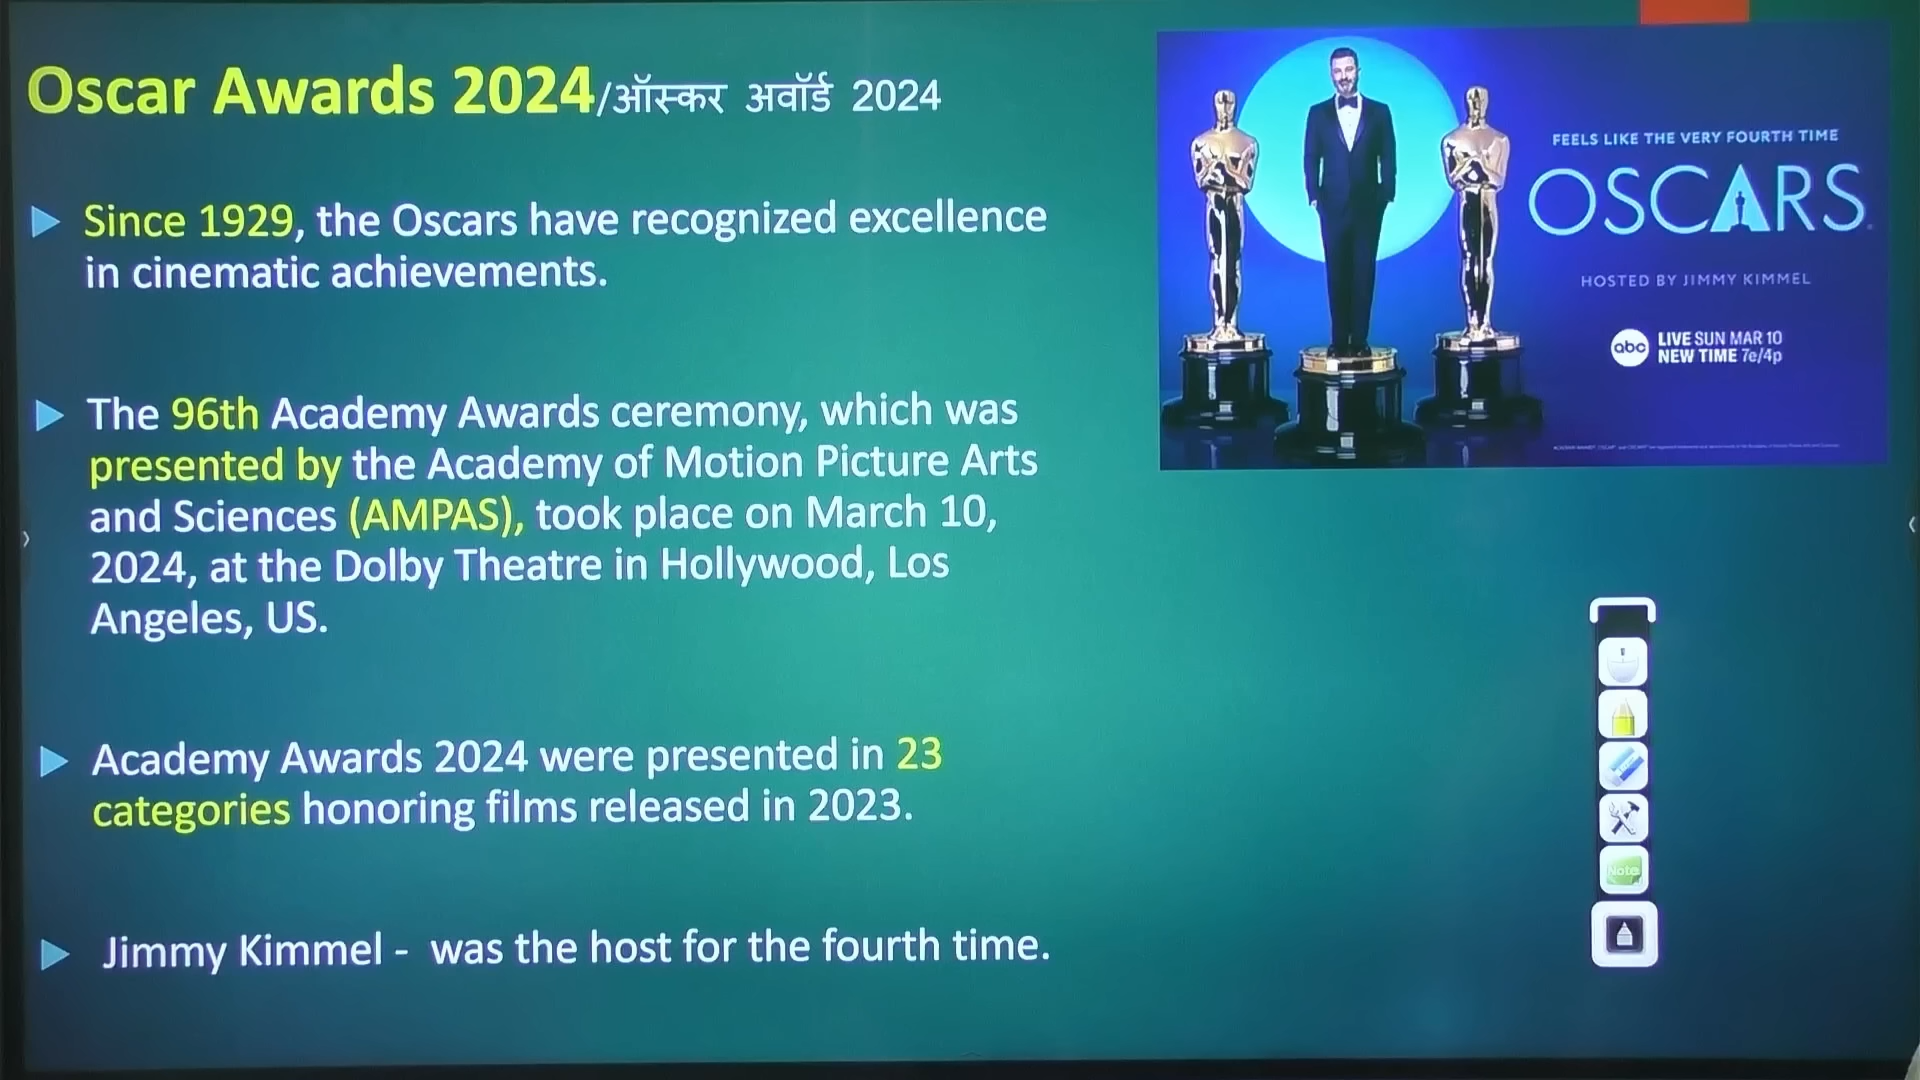 Oscar Awards 2024/ऑस्कर अवॉर्ड 2024
Since 1929, the Oscars have recognized excellence
in cinematic achievements.
The 96th Academy Awards ceremony, which was
presented by the Academy of Motion Picture Arts
and Sciences (AMPAS), took place on March 10,
2024, at the Dolby Theatre in Hollywood, Los
Angeles, US.
Academy Awards 2024 were presented in 23
categories honoring films released in 2023.
Jimmy Kimmel - was the host for the fourth time.
FEELS LIKE THE VERY FOURTH TIME
OSCARS
HOSTED BY JIMMY KIMMEL
abc
LIVE SUN MAR 10
NEW TIME 7e/4p
Note